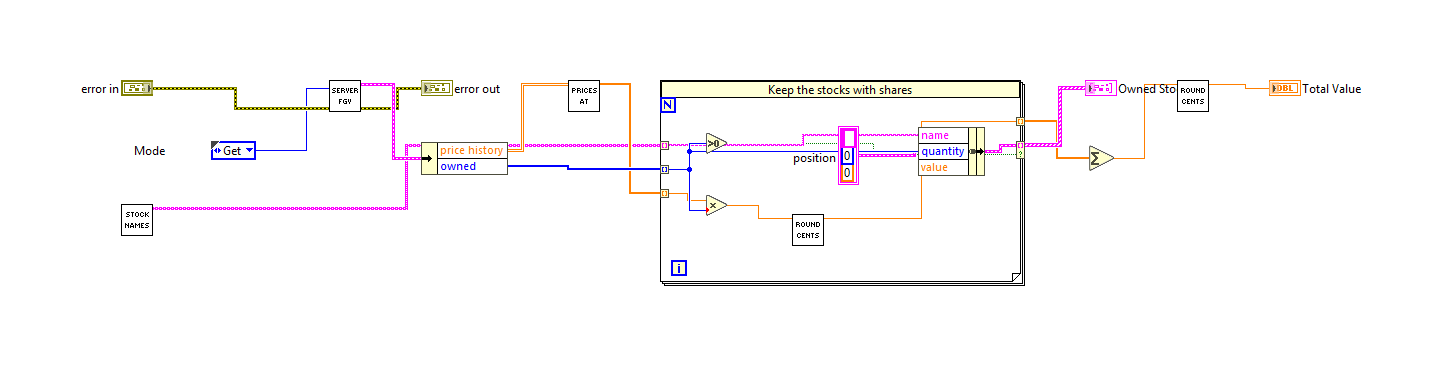 Keep the stocks with shares
error in
SERVER
FGV
error out
PRICES
AT
Owned Sto
ROUND
CENTS
DBL
Total Value
N
Mode
Get
price history
owned
>0
position
0
0
name
quantity
value
?
Σ
×
STOCK
NAMES
ROUND
CENTS
i